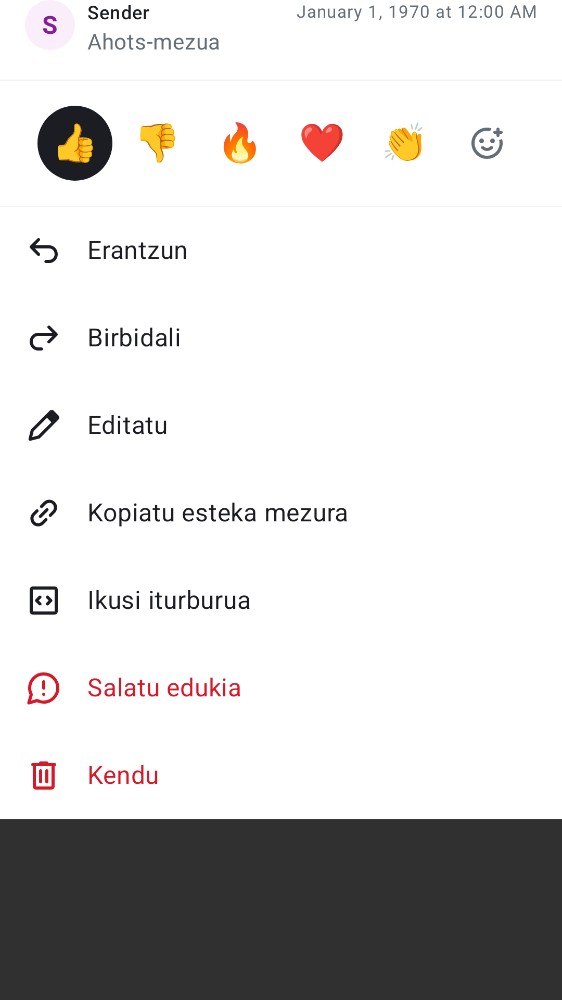 S
Sender
January 1, 1970 at 12:00 AM
Ahots-mezua
Erantzun
Birbidali
Editatu
Kopiatu esteka mezura
Ikusi iturburua
Salatu edukia
Kendu